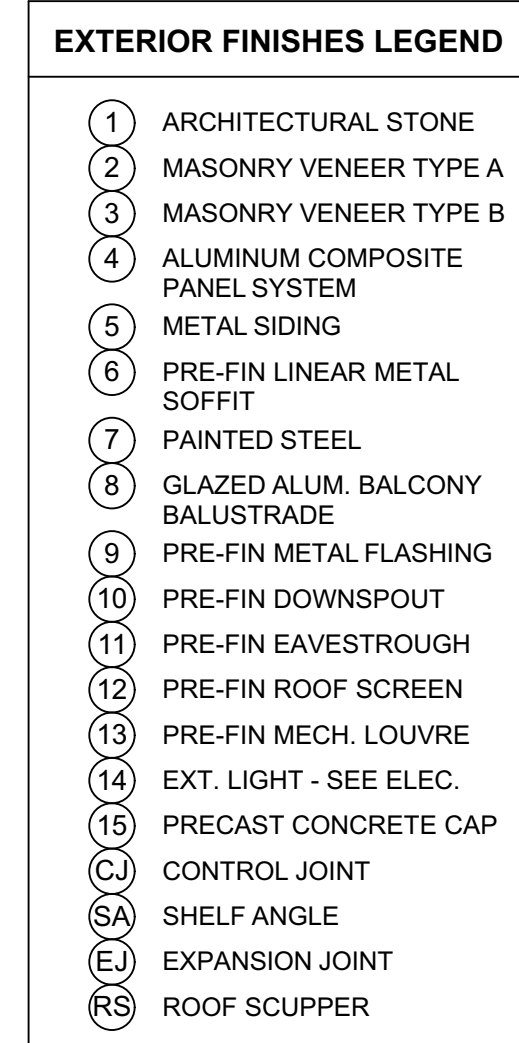 EXTERIOR FINISHES LEGEND
1 ARCHITECTURAL STONE
2 MASONRY VENEER TYPE A
3 MASONRY VENEER TYPE B
4 ALUMINUM COMPOSITE
PANEL SYSTEM
5 METAL SIDING
6 PRE-FIN LINEAR METAL
SOFFIT
7 PAINTED STEEL
8 GLAZED ALUM. BALCONY
BALUSTRADE
9 PRE-FIN METAL FLASHING
10 PRE-FIN DOWNSPOUT
11 PRE-FIN EAVESTROUGH
12 PRE-FIN ROOF SCREEN
13 PRE-FIN MECH. LOUVRE
14 EXT. LIGHT - SEE ELEC.
15 PRECAST CONCRETE CAP
CJ CONTROL JOINT
SA SHELF ANGLE
EJ EXPANSION JOINT
RS ROOF SCUPPER